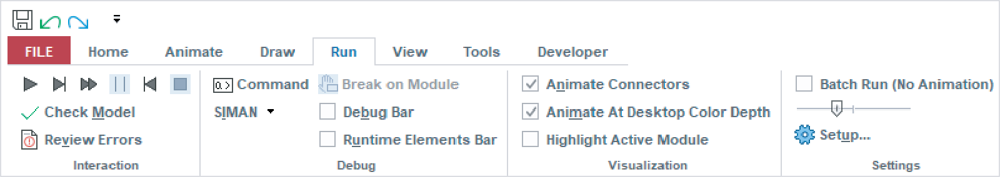 FILE Home Animate Draw Run View Tools Developer
Command Break on Module Animate Connectors Batch Run (No Animation)
Check Model SIMAN Debug Bar Animate At Desktop Color Depth
Review Errors Runtime Elements Bar Highlight Active Module Setup...
Interaction Debug Visualization Settings